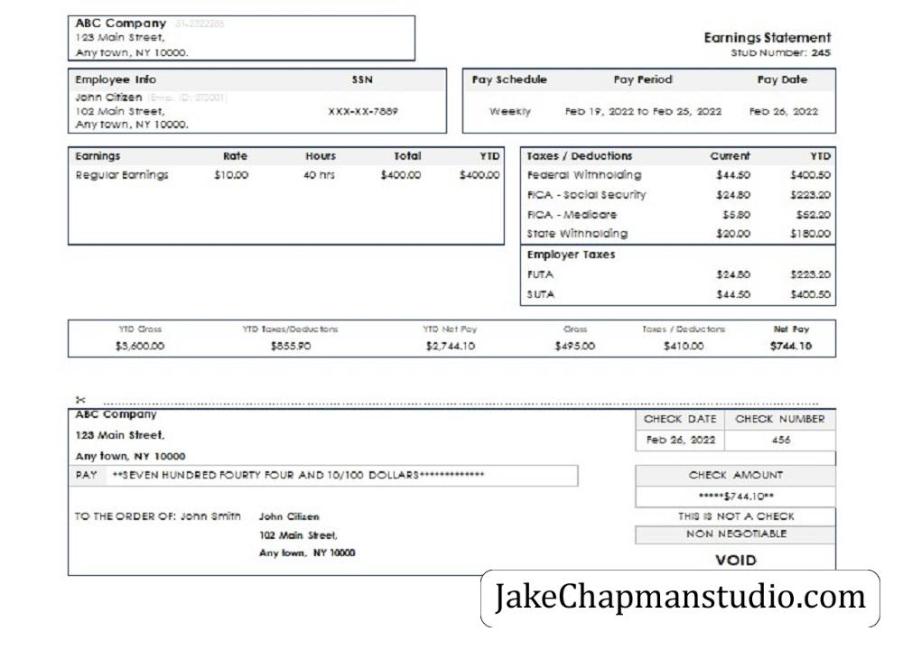 ABC Company 31-2322286
123 Main Street,
Any town, NY 10000.
Earnings Statement
Stub Number: 245
Employee Info SSN
John Citizen
102 Main Street,
Any town, NY 10000.
XXX-XX-7889
Pay Schedule Pay Period Pay Date
Weekly Feb 19, 2022 to Feb 25, 2022 Feb 26, 2022
Earnings Rate Hours Total YTD
Regular Earnings $10.00 40 hrs $400.00 $400.00
Taxes / Deductions Current YTD
Federal Withholding $44.50 $400.50
FICA - Social Security $24.80 $223.20
FICA - Medicare $5.80 $52.20
State Withholding $20.00 $180.00
Employer Taxes
FUTA $24.80 $223.20
SUTA $44.50 $400.50
YTD Gross YTD Taxes/Deductions YTD Net Pay Gross Taxes / Deductions Net Pay
$3,600.00 $855.90 $2,744.10 $495.00 $410.00 $744.10
ABC Company
123 Main Street,
Any town, NY 10000
CHECK DATE CHECK NUMBER
Feb 26, 2022 456
PAY **SEVEN HUNDRED FOURTY FOUR AND 10/100 DOLLARS*************
CHECK AMOUNT
*****$744.10**
TO THE ORDER OF: John Smith John Citizen
102 Main Street,
Any town, NY 10000
THIS IS NOT A CHECK
NON NEGOTIABLE
VOID
JakeChapmanstudio.com